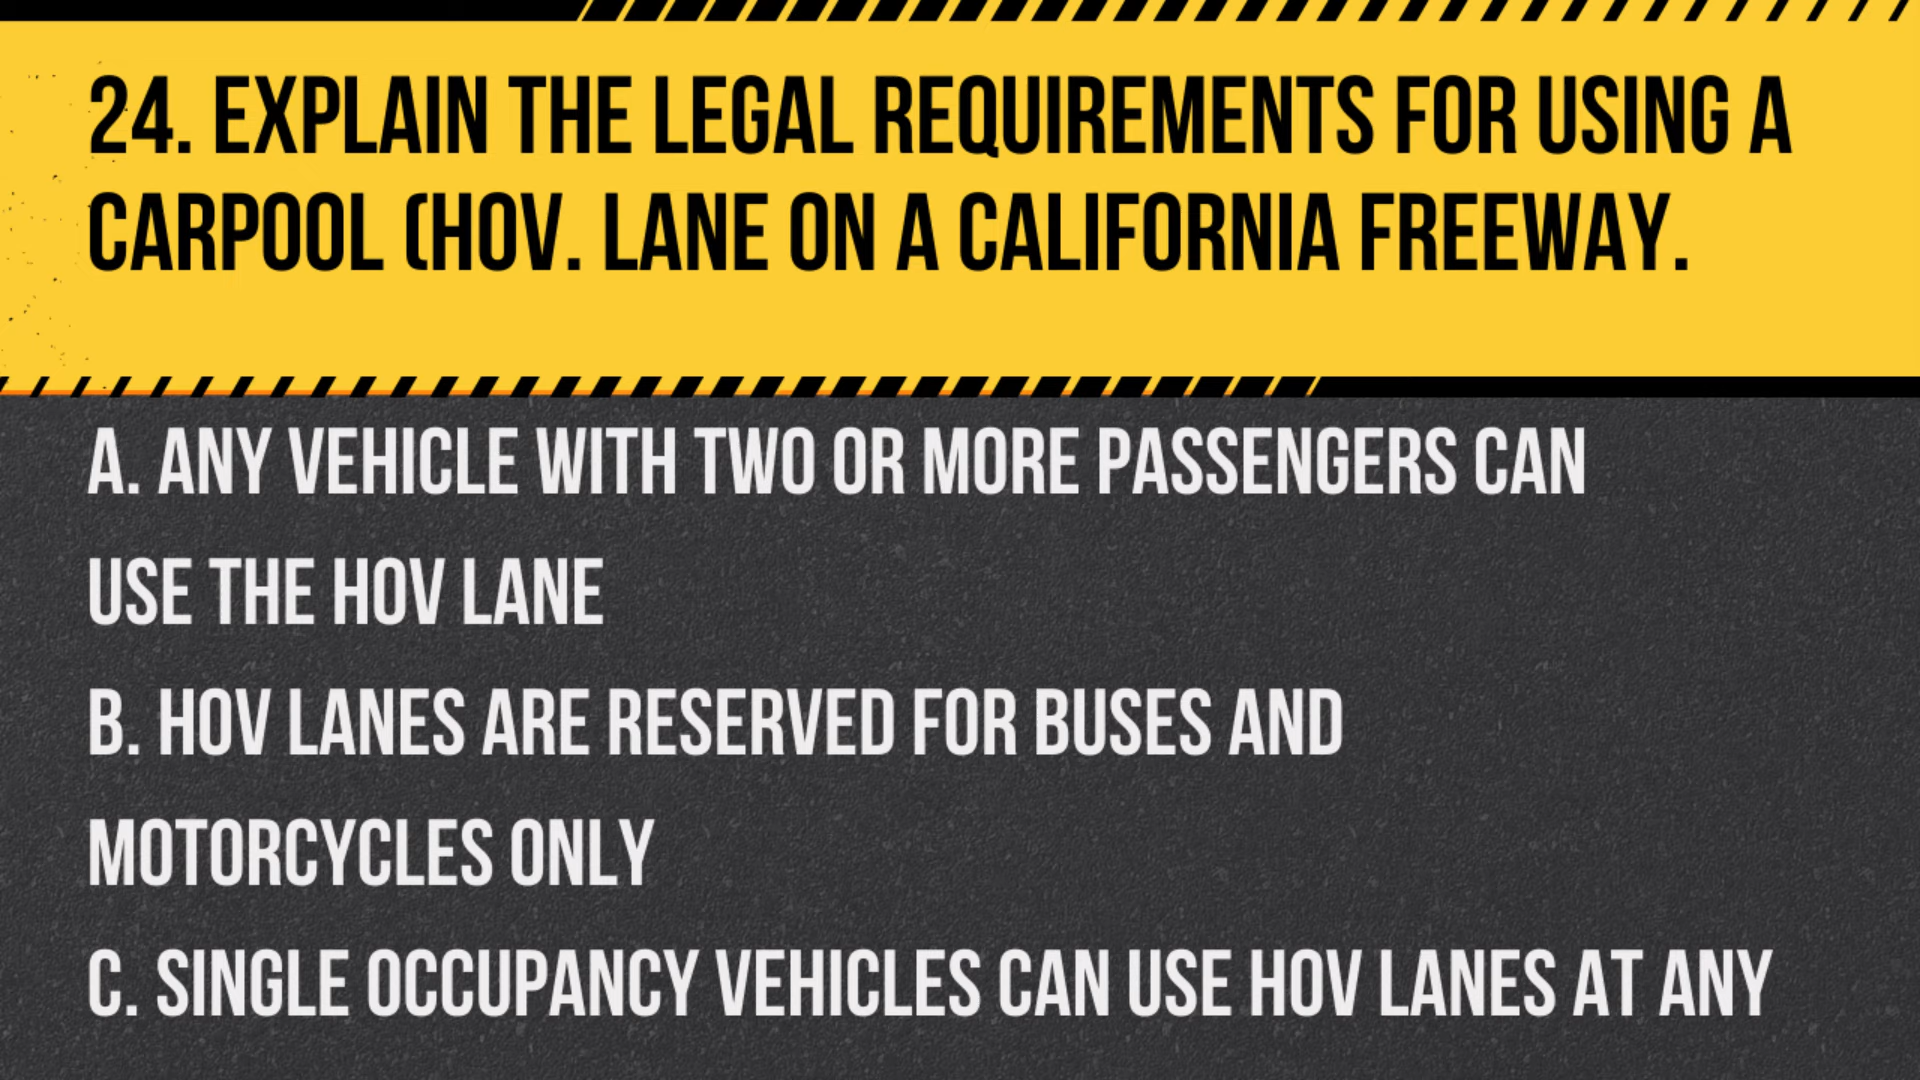 24. EXPLAIN THE LEGAL REQUIREMENTS FOR USING A
CARPOOL (HOV. LANE ON A CALIFORNIA FREEWAY.
A. ANY VEHICLE WITH TWO OR MORE PASSENGERS CAN
USE THE HOV LANE
B. HOV LANES ARE RESERVED FOR BUSES AND
MOTORCYCLES ONLY
C. SINGLE OCCUPANCY VEHICLES CAN USE HOV LANES AT ANY